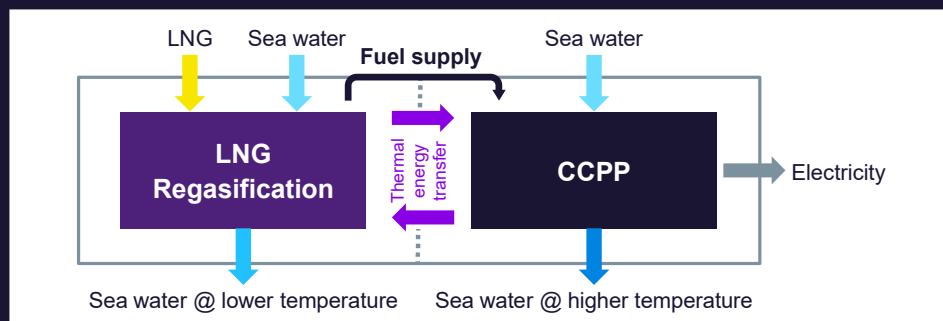 LNG
Sea water
Sea water
Fuel supply
LNG
Regasification
Thermal
energy
transfer
CCPP
Electricity
Sea water @ lower temperature
Sea water @ higher temperature